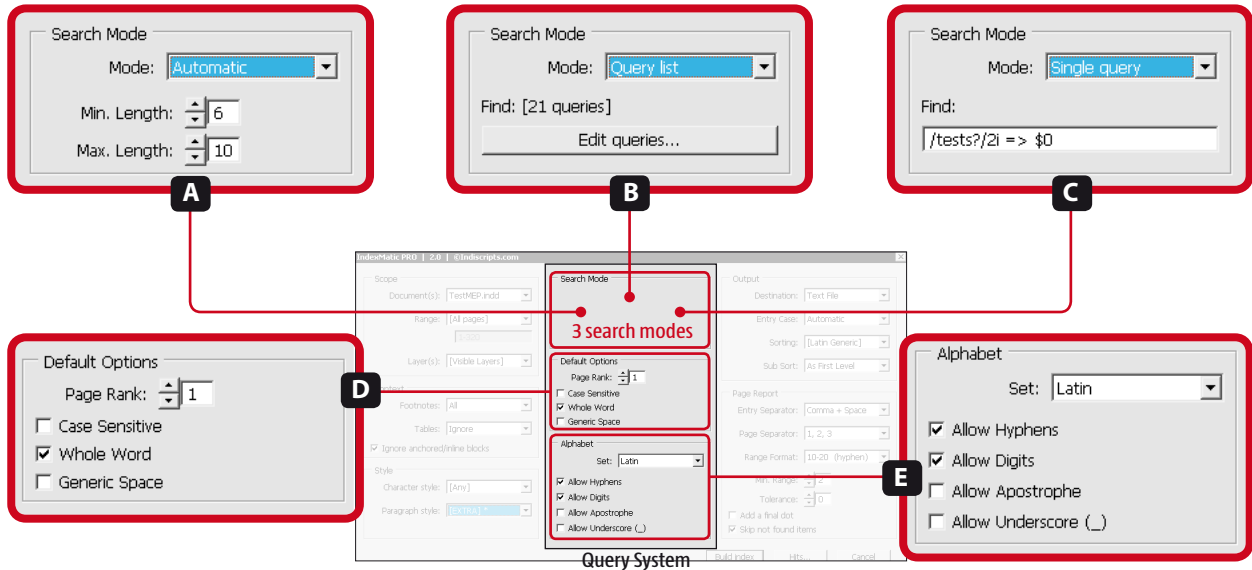 Search Mode
Mode: Automatic
Min. Length: 6
Max. Length: 10
A
Search Mode
Mode: Query list
Find: [21 queries]
Edit queries...
B
Search Mode
Mode: Single query
Find:
/tests?/2i => $0
C
IndexMatic PRO | 2.0 | ©Indiscripts.com
Scope
Document(s): TestMEP.indd
Range: [All pages]
Layer(s): [Visible Layers]
Footnotes: All
Tables: Ignore
Ignore anchored/inline blocks
Style
Character style: [Any]
Paragraph style: [EXTRA] *
Search Mode
3 search modes
Default Options
Page Rank: 1
Case Sensitive
Whole Word
Generic Space
Alphabet
Set: Latin
Allow Hyphens
Allow Digits
Allow Apostrophe
Allow Underscore (_)
Query System
Output
Destination: Text File
Entry Case: Automatic
Sorting: [Latin Generic]
Sub Sort: As First Level
Page Report
Entry Separator: Comma + Space
Page Separator: 1, 2, 3
Range Format: 10-20 (hyphen)
Min. Range: 2
Tolerance: 0
Add a final dot
Skip not found items
Build Index
Hits...
Cancel
Default Options
Page Rank: 1
Case Sensitive
Whole Word
Generic Space
D
Alphabet
Set: Latin
Allow Hyphens
Allow Digits
Allow Apostrophe
Allow Underscore (_)
E